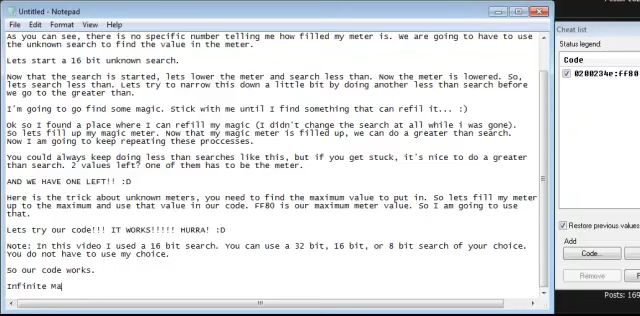 Untitled - Notepad
File Edit Format View Help
As you can see, there is no specific number telling me how filled my meter is. We are going to have to use
the unknown search to find the value in the meter.
Lets start a 16 bit unknown search.
Now that the search is started, lets lower the meter and search less than. Now the meter is lowered. So,
lets search less than. Lets try to narrow this down a little bit by doing another less than search before
we go to the greater than.
I'm going to go find some magic. Stick with me until I find something that can refil it... :)
Ok so I found a place where I can refill my magic (I didn't change the search at all while i was gone).
So lets fill up my magic meter. Now that my magic meter is filled up, we can do a greater than search.
Now I am going to keep repeating these proccesses.
You could always keep doing less than searches like this, but if you get stuck, it's nice to do a greater
than search. 2 values left? One of them has to be the meter.
AND WE HAVE ONE LEFT!! :D
Here is the trick about unknown meters, you need to find the maximum value to put in. So lets fill my meter
up to the maximum and use that value in our code. FF80 is our maximum meter value. So I am going to use
that.
Lets try our code!!! IT WORKS!!!!! HURRA! :D
Note: In this video I used a 16 bit search. You can use a 32 bit, 16 bit, or 8 bit search of your choice.
You do not have to use my choice.
So our code works.
Infinite Ma
Cheat list
Status legend:
Code
0200234e:ff80
Restore previous values
Add
Code...
Remove
Posts: 169